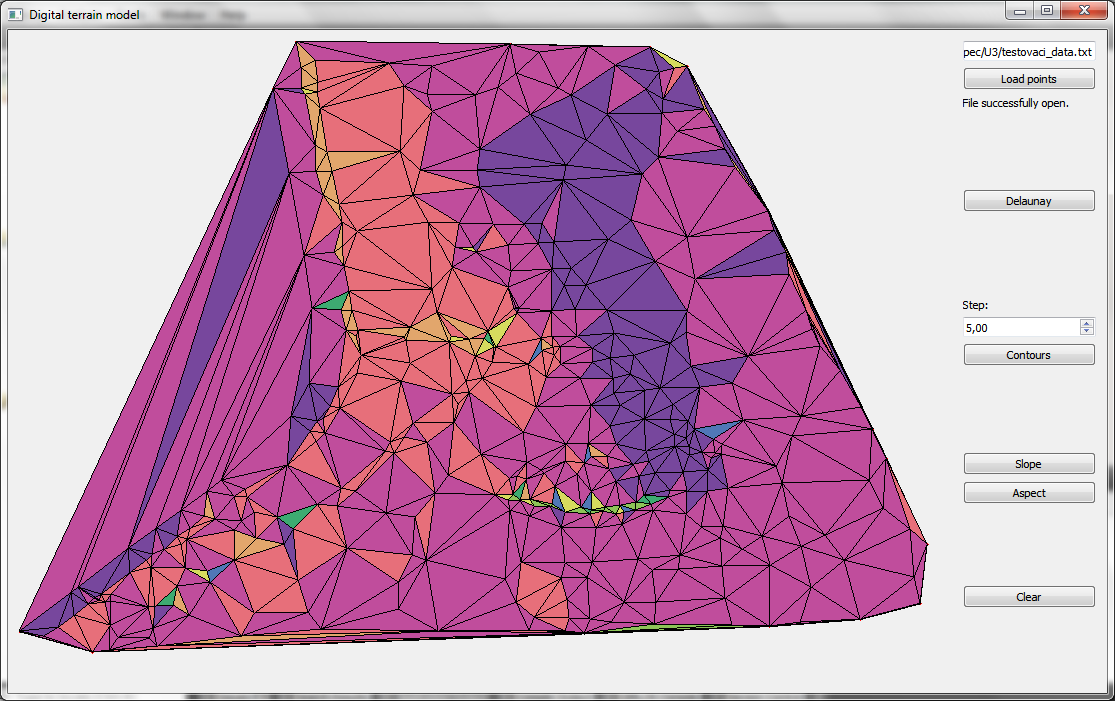 Digital terrain model
pec/U3/testovaci_data.txt
Load points
File successfully open.
Delaunay
Step:
5,00
Contours
Slope
Aspect
Clear